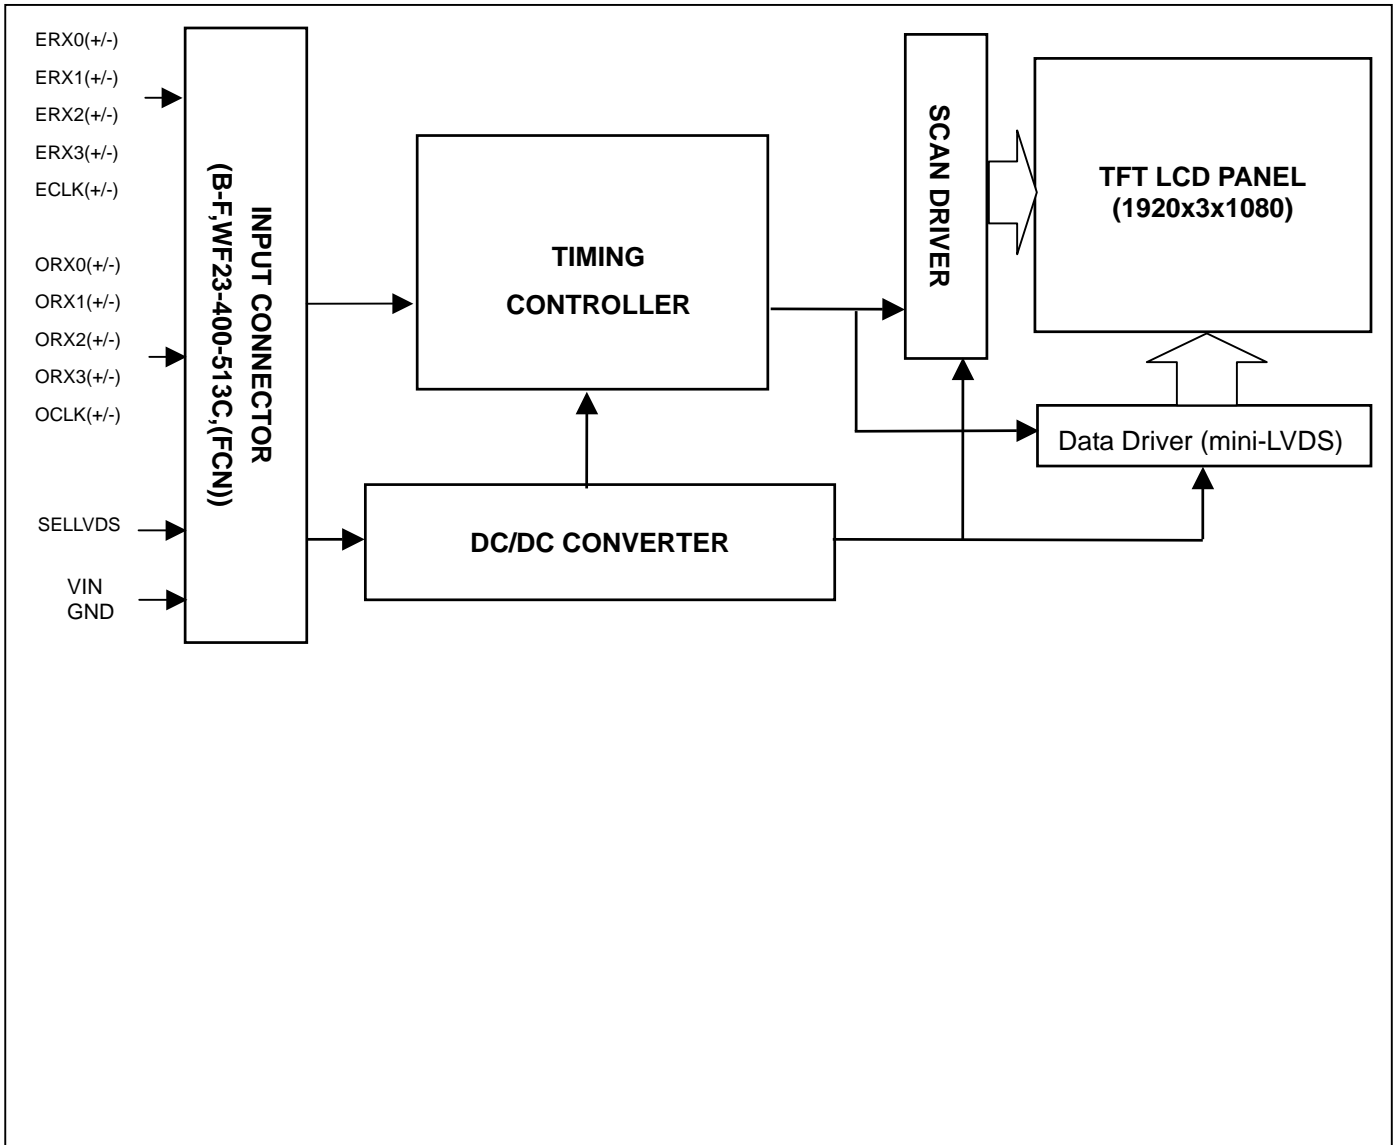 ERX0(+/-)
ERX1(+/-)
ERX2(+/-)
ERX3(+/-)
ECLK(+/-)
ORX0(+/-)
ORX1(+/-)
ORX2(+/-)
ORX3(+/-)
OCLK(+/-)
SELLVDS
VIN
GND
INPUT CONNECTOR
(B-F,WF23-400-513C,(FCN))
TIMING
CONTROLLER
DC/DC CONVERTER
SCAN DRIVER
TFT LCD PANEL
(1920x3x1080)
Data Driver (mini-LVDS)